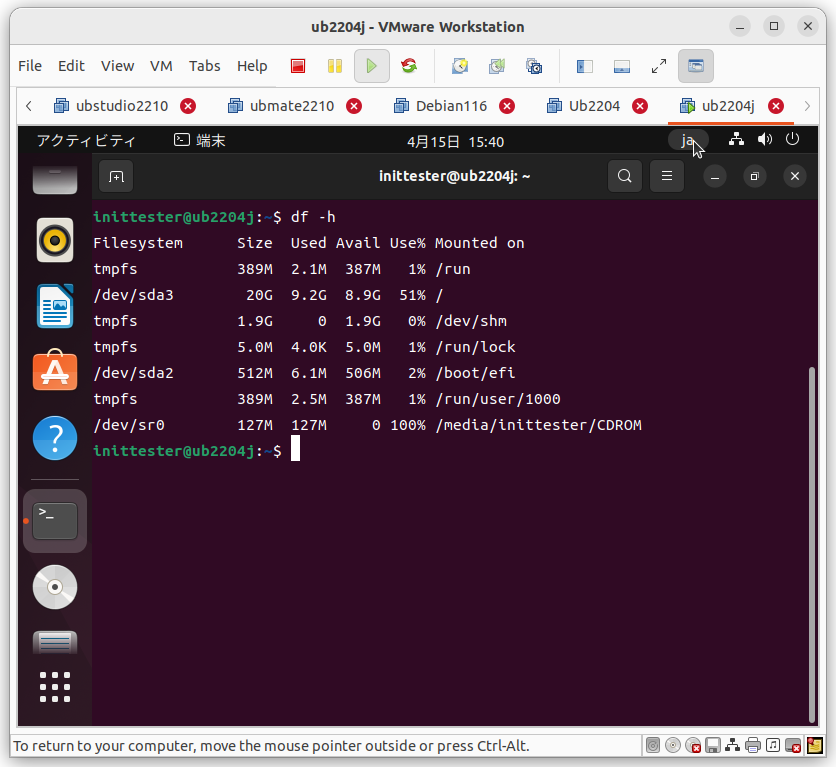 ub2204j - VMware Workstation
File Edit View VM Tabs Help
ubstudio2210 ubmate2210 Debian116 Ub2204 ub2204j
アクティビティ 端末 4月15日 15:40 ja
inittester@ub2204j: ~
inittester@ub2204j:~$ df -h
Filesystem Size Used Avail Use% Mounted on
tmpfs 389M 2.1M 387M 1% /run
/dev/sda3 20G 9.2G 8.9G 51% /
tmpfs 1.9G 0 1.9G 0% /dev/shm
tmpfs 5.0M 4.0K 5.0M 1% /run/lock
/dev/sda2 512M 6.1M 506M 2% /boot/efi
tmpfs 389M 2.5M 387M 1% /run/user/1000
/dev/sr0 127M 127M 0 100% /media/inittester/CDROM
inittester@ub2204j:~$
To return to your computer, move the mouse pointer outside or press Ctrl-Alt.